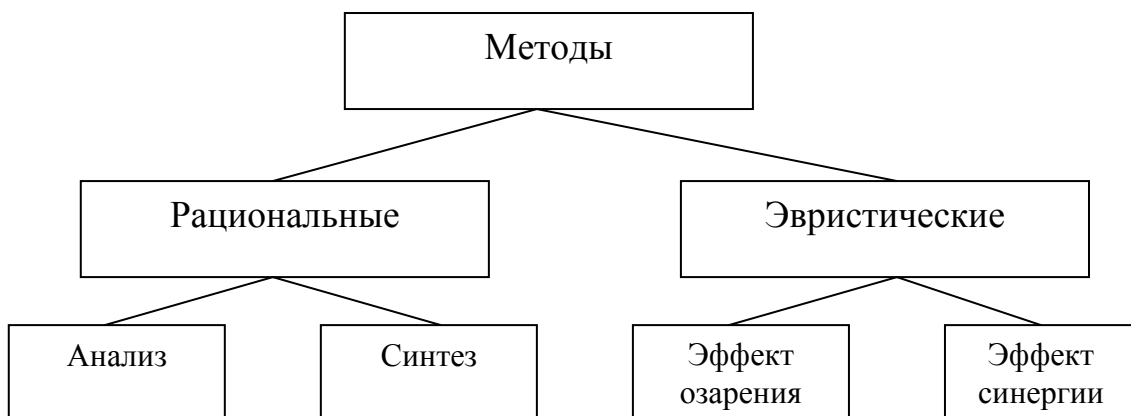 Методы
Рациональные
Эвристические
Анализ
Синтез
Эффект
озарения
Эффект
синергии